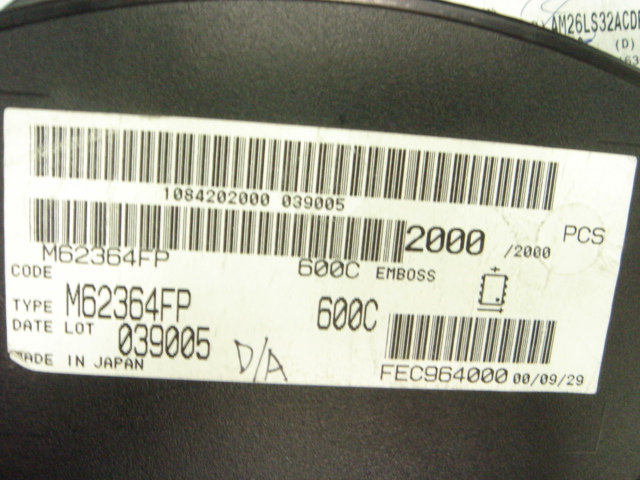 AM26LS32ACD
(D)
1084202000 039005
2000 /2000 PCS
M62364FP 600C EMBOSS
CODE
TYPE M62364FP 600C
DATE LOT 039005
MADE IN JAPAN D/A FEC964000 00/09/29